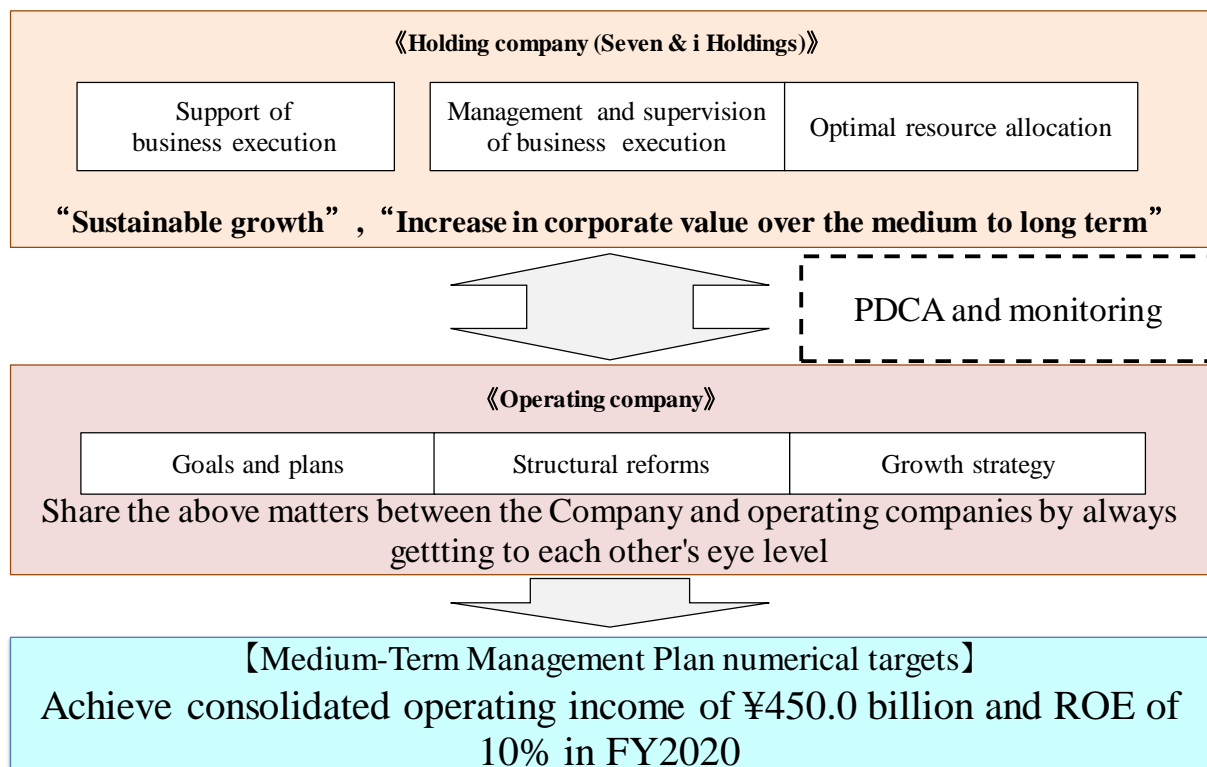 《Holding company (Seven & i Holdings)》
Support of
business execution
Management and supervision
of business execution
Optimal resource allocation
“Sustainable growth”, “Increase in corporate value over the medium to long term”
PDCA and monitoring
《Operating company》
Goals and plans
Structural reforms
Growth strategy
Share the above matters between the Company and operating companies by always
gettting to each other's eye level
【Medium-Term Management Plan numerical targets】
Achieve consolidated operating income of ¥450.0 billion and ROE of
10% in FY2020